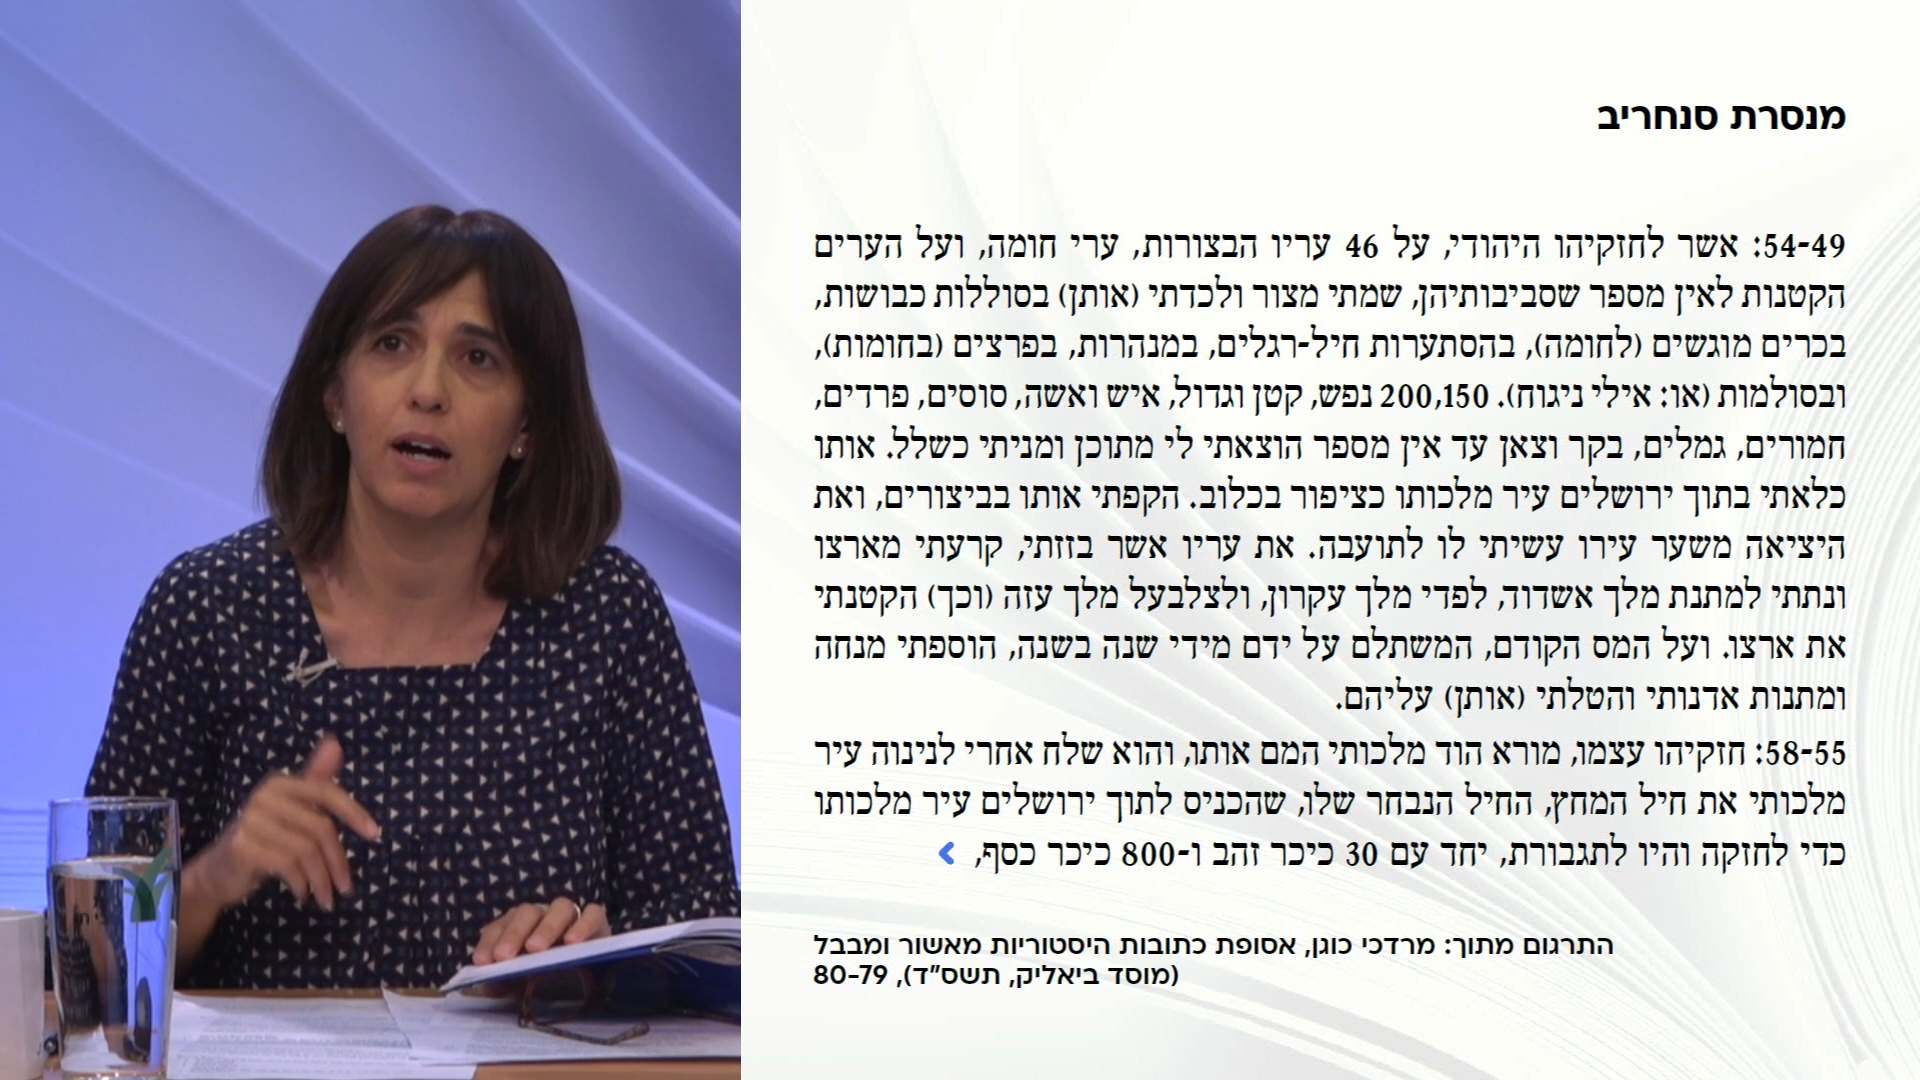 מנסרת סנחריב
54-49: אשר לחזקיהו היהודי, על 46 עריו הבצורות, ערי חומה, ועל הערים
הקטנות לאין מספר שסביבותיהן, שמתי מצור ולכדתי (אותן) בסוללות כבושות,
בכרים מוגשים (לחומה), בהסתערות חיל-רגלים, במנהרות, בפרצים (בחומות),
ובסולמות (או: אילי ניגוח). 200,150 נפש, קטן וגדול, איש ואשה, סוסים, פרדים,
חמורים, גמלים, בקר וצאן עד אין מספר הוצאתי לי מתוכן ומניתי כשלל. אותו
כלאתי בתוך ירושלים עיר מלכותו כציפור בכלוב. הקפתי אותו בביצורים, ואת
היציאה משער עירו עשיתי לו לתועבה. את עריו אשר בזזתי, קרעתי מארצו
ונתתי למתנת מלך אשדוד, לפדי מלך עקרון, ולצלבעל מלך עזה (וכך) הקטנתי
את ארצו. ועל המס הקודם, המשתלם על ידם מידי שנה בשנה, הוספתי מנחה
ומתנות אדנותי והטלתי (אותן) עליהם.
58-55: חזקיהו עצמו, מורא הוד מלכותי המם אותו, והוא שלח אחרי לנינוה עיר
מלכותי את חיל המחץ, החיל הנבחר שלו, שהכניס לתוך ירושלים עיר מלכותו
כדי לחזקה והיו לתגבורת, יחד עם 30 כיכר זהב ו-800 כיכר כסף,
התרגום מתוך: מרדכי כוגן, אסופת כתובות היסטוריות מאשור ומבבל
(מוסד ביאליק, תשס"ד), 80-79